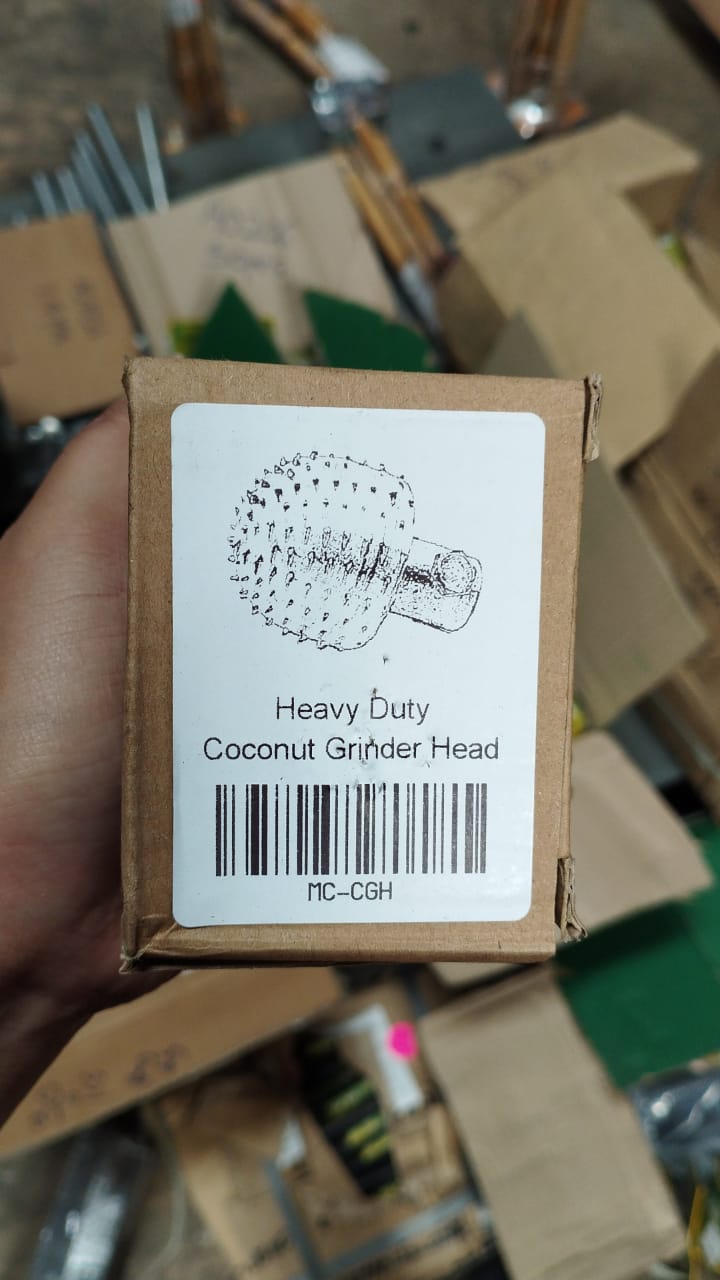 Heavy Duty
Coconut Grinder Head
MC-CGH